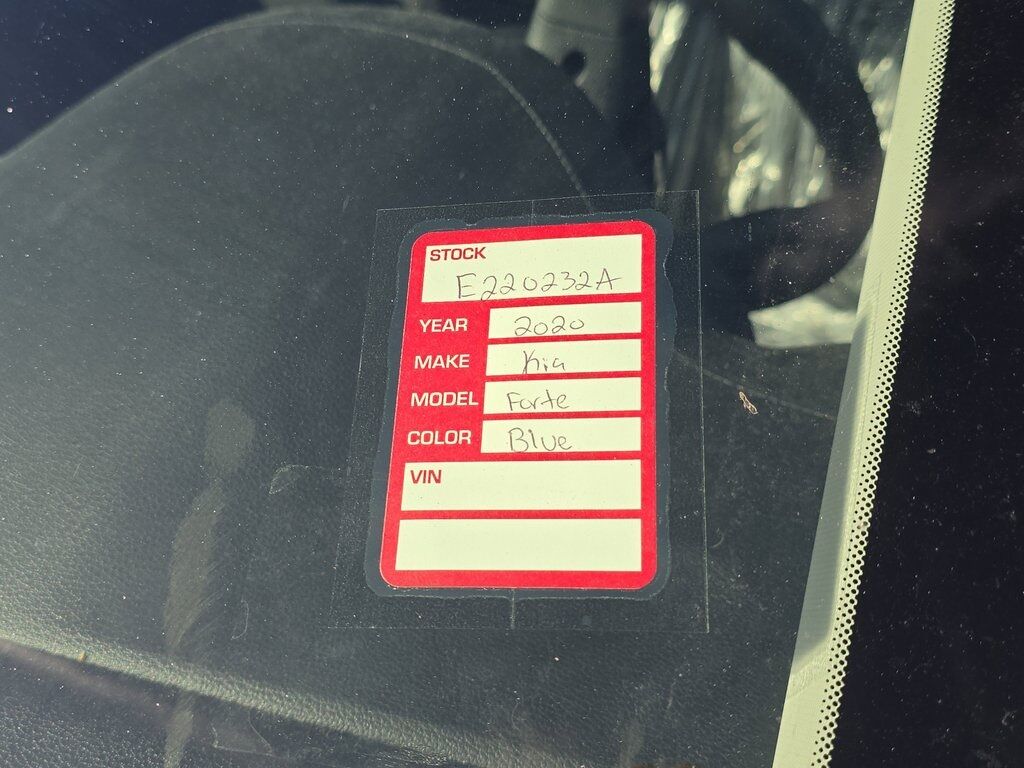 STOCK
E220232A
YEAR 2020
MAKE Kia
MODEL Forte
COLOR Blue
VIN